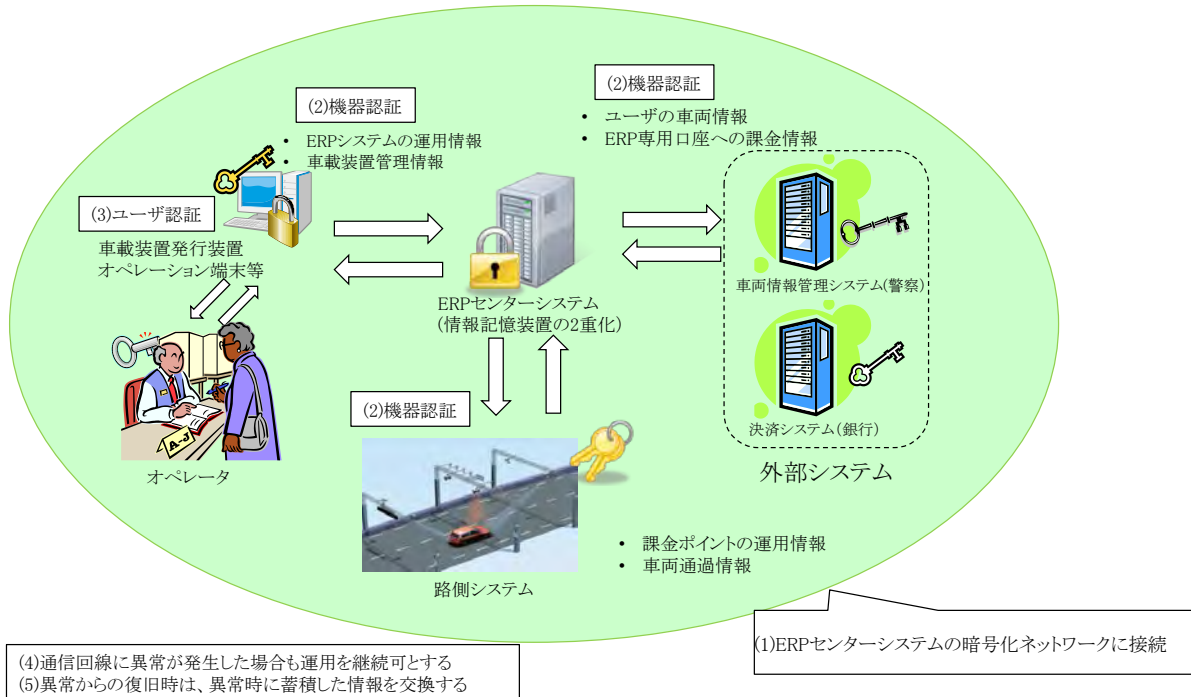 (2)機器認証
• ERPシステムの運用情報
• 車載装置管理情報
(2)機器認証
• ユーザの車両情報
• ERP専用口座への課金情報
(3)ユーザ認証
車載装置発行装置
オペレーション端末等
ERPセンターシステム
(情報記憶装置の2重化)
車両情報管理システム(警察)
決済システム(銀行)
外部システム
A-J
オペレータ
(2)機器認証
路側システム
• 課金ポイントの運用情報
• 車両通過情報
(1)ERPセンターシステムの暗号化ネットワークに接続
(4)通信回線に異常が発生した場合も運用を継続可とする
(5)異常からの復旧時は、異常時に蓄積した情報を交換する